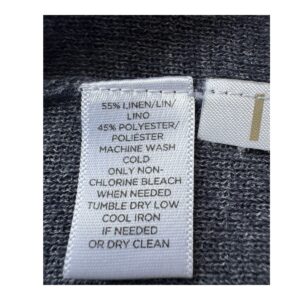 55% LINEN/LIN/
LINO
45% POLYESTER/
POLIÉSTER
MACHINE WASH
COLD
ONLY NON-
CHLORINE BLEACH
WHEN NEEDED
TUMBLE DRY LOW
COOL IRON
IF NEEDED
OR DRY CLEAN